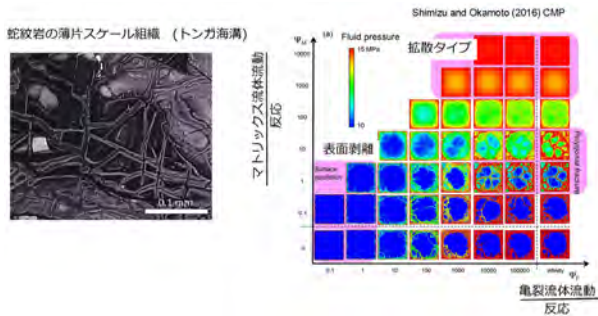 Shimizu and Okamoto (2016) CMP
蛇紋岩の薄片スケール組織 (トンガ海溝)
0.1 mm
マトリックス流体流動
反応
(a)
Fluid pressure
15 MPa
10
拡散タイプ
表面剥離
Polygonal fracturing
Ψ
10000
1000
100
10
1
0.1
0
0.1
1
10
100
1000
10000
100000
infinity
Ψ
亀裂流体流動
反応